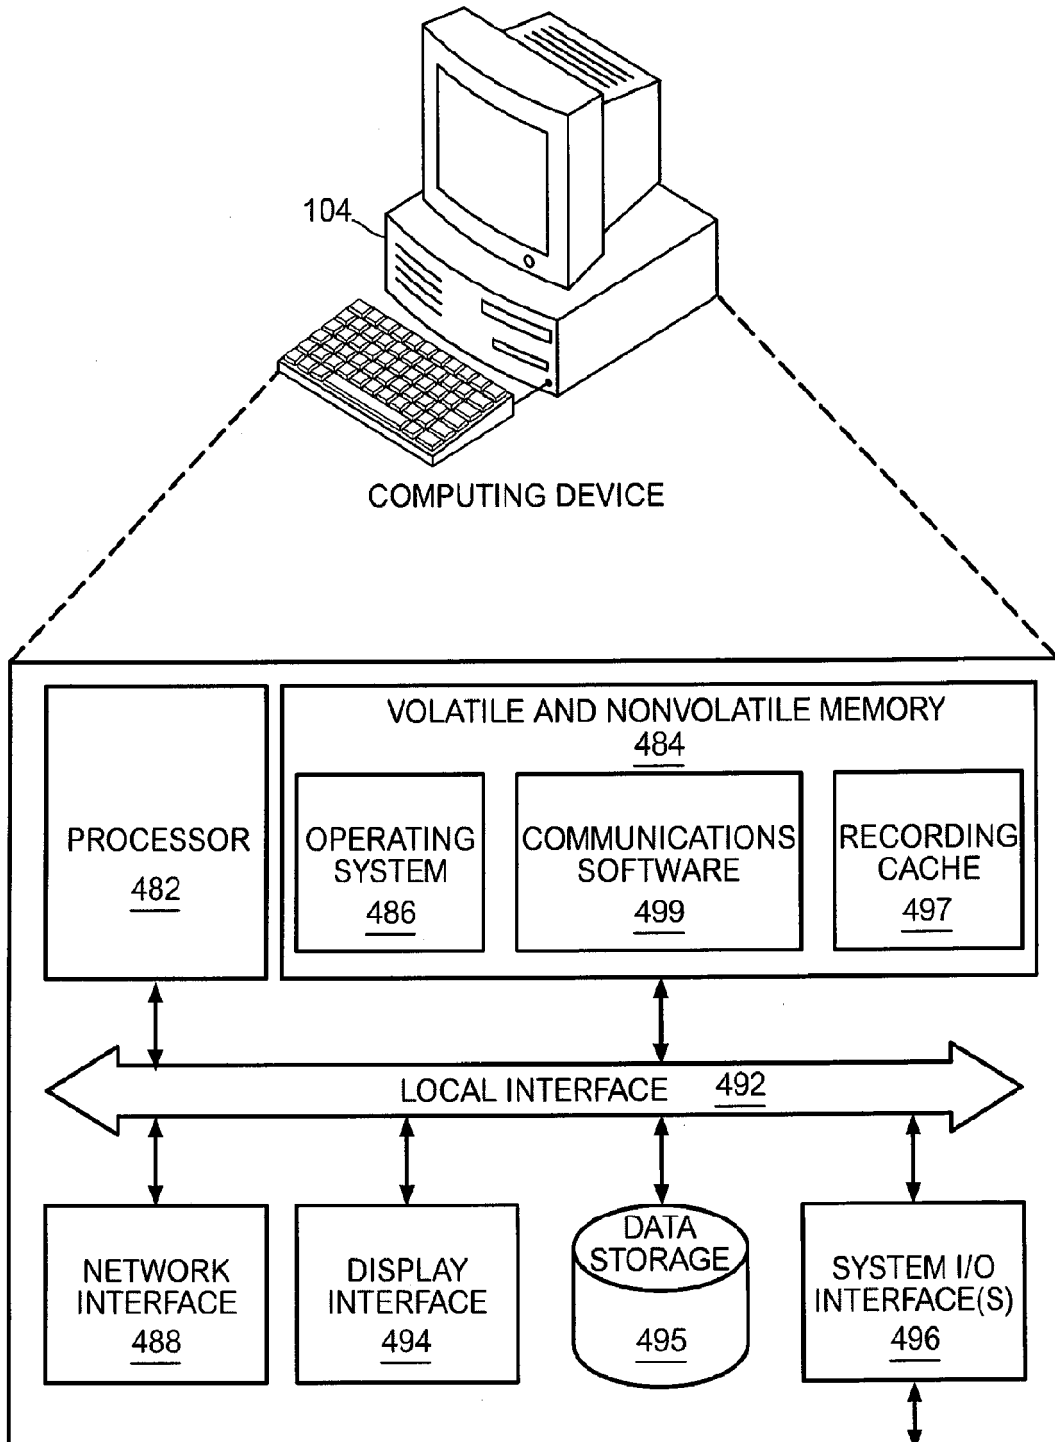 104
COMPUTING DEVICE
VOLATILE AND NONVOLATILE MEMORY
484
PROCESSOR
482
OPERATING
SYSTEM
486
COMMUNICATIONS
SOFTWARE
499
RECORDING
CACHE
497
LOCAL INTERFACE 492
NETWORK
INTERFACE
488
DISPLAY
INTERFACE
494
DATA
STORAGE
495
SYSTEM I/O
INTERFACE(S)
496